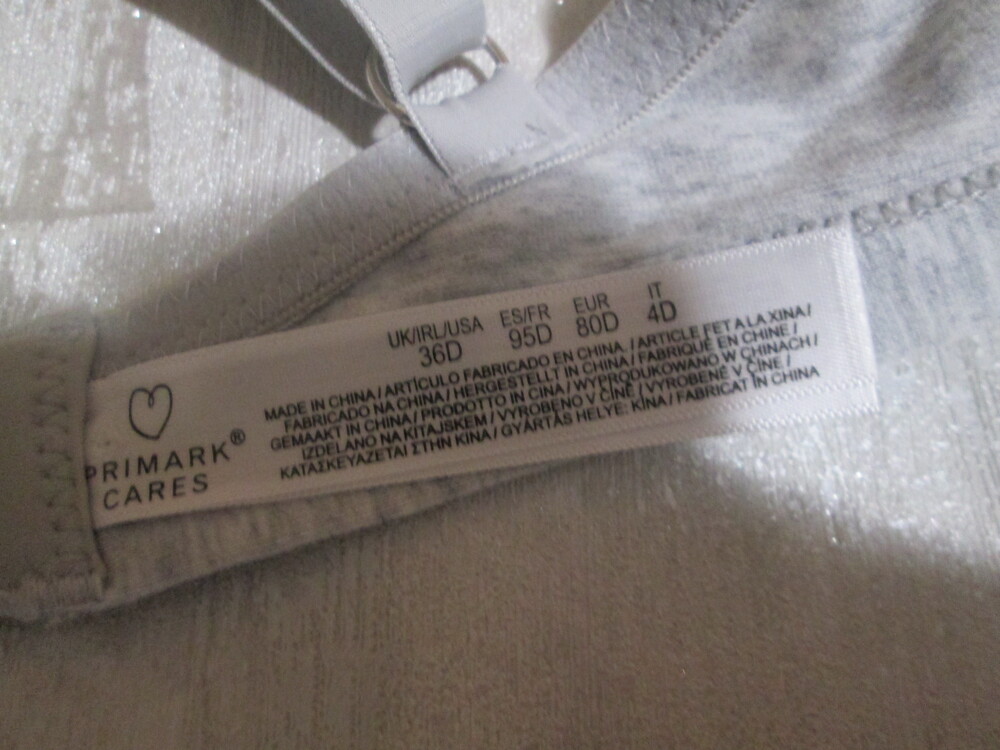 UK/IRL/USA ES/FR EUR IT
36D 95D 80D 4D
MADE IN CHINA / ARTÍCULO FABRICADO EN CHINA. / ARTICLE FET A LA XINA /
FABRICADO NA CHINA / HERGESTELLT IN CHINA / FABRIQUÉ EN CHINE /
GEMAAKT IN CHINA / PRODOTTO IN CINA / WYPRODUKOWANO W CHINACH /
IZDELANO NA KITAJSKEM / VYROBENO V ČÍNĚ / VYROBENÉ V ČÍNE /
ΚΑΤΑΣΚΕΥΑΖΕΤΑΙ ΣΤΗΝ ΚΙΝΑ / GYÁRTÁS HELYE: KÍNA / FABRICAT ÎN CHINA
PRIMARK®
CARES